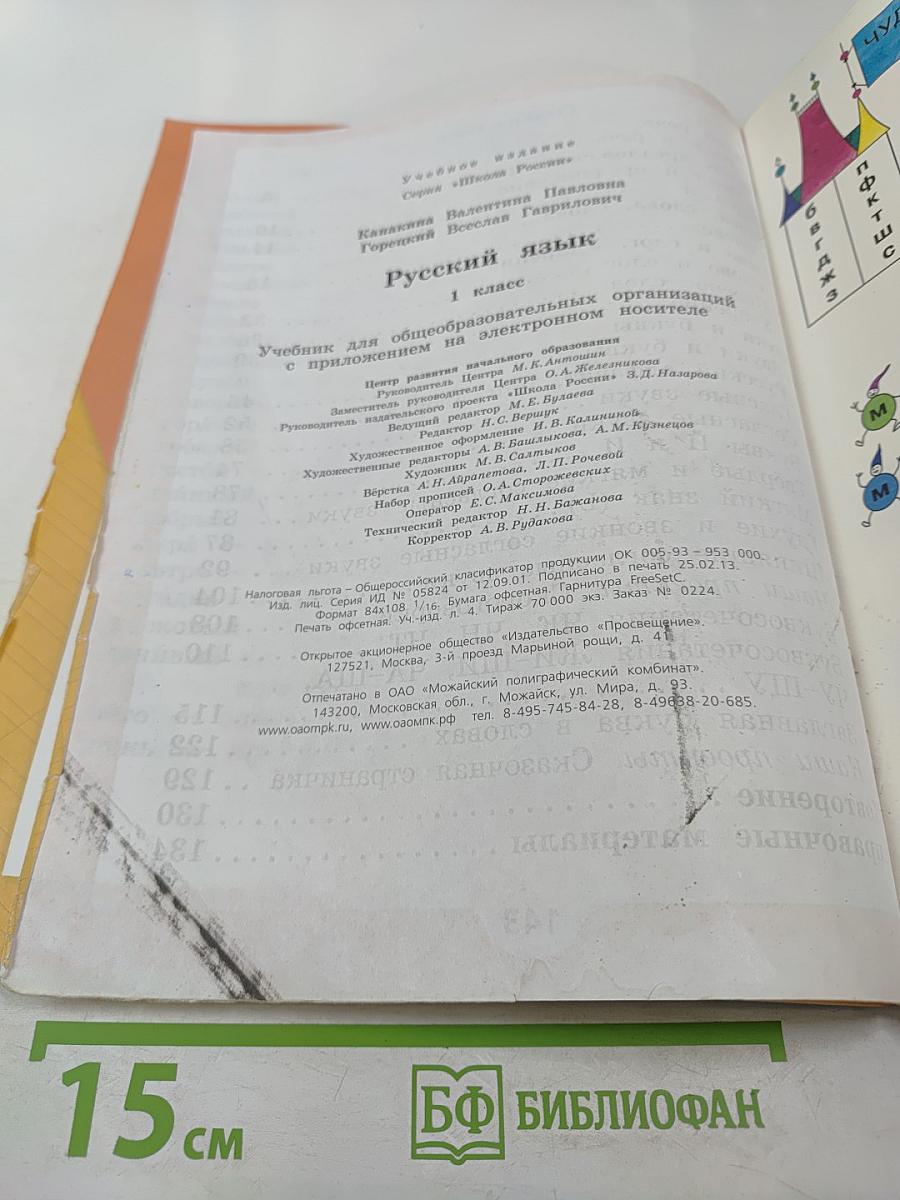 Учебное издание
Серия «Школа России»
Канакина Валентина Павловна
Горецкий Всеслав Гаврилович
Русский язык
1 класс
Учебник для общеобразовательных организаций
с приложением на электронном носителе
Центр развития начального образования
Руководитель Центра М. К. Антошин
Заместитель руководителя Центра О. А. Железникова
Руководитель издательского проекта «Школа России» З. Д. Назарова
Ведущий редактор М. Е. Булаева
Редактор Н. С. Вершук
Художественное оформление И. В. Калининой
Художественные редакторы А. В. Башлыкова, А. М. Кузнецов
Художник М. В. Салтыков
Вёрстка А. Н. Айрапетова, Л. П. Рочевой
Набор прописей О. А. Сторожевских
Оператор Е. С. Максимова
Технический редактор Н. Н. Бажанова
Корректор А. В. Рудакова
Налоговая льгота – Общероссийский класификатор продукции ОК 005-93 – 953 000.
Изд. лиц. Серия ИД № 05824 от 12.09.01. Подписано в печать 25.02.13.
Формат 84х108 1/16. Бумага офсетная. Гарнитура FreeSetC.
Печать офсетная. Уч.-изд. л. 4. Тираж 70 000 экз. Заказ № 0224.
Открытое акционерное общество «Издательство «Просвещение».
127521, Москва, 3-й проезд Марьиной рощи, д. 41.
Отпечатано в ОАО «Можайский полиграфический комбинат».
143200, Московская обл., г. Можайск, ул. Мира, д. 93.
www.oaompk.ru, www.oaoмпк.рф тел. 8-495-745-84-28, 8-49638-20-685.
ЧУД
б
в
г
д
ж
з
п
ф
к
т
ш
с
м
м
15 см
БФ БИБЛИОФАН